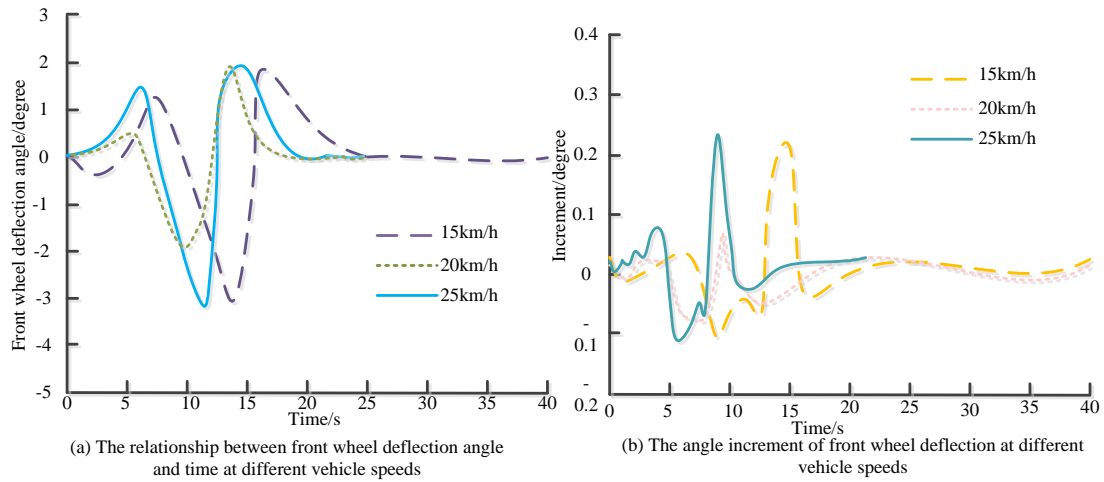 3
2
1
0
-1
-2
-3
-4
-5
Front wheel deflection angle/degree
15km/h
20km/h
25km/h
0 5 10 15 20 25 30 35 40
Time/s
(a) The relationship between front wheel deflection angle
and time at different vehicle speeds
0.4
0.3
0.2
0.1
0
-
0.1
-
0.2
Increment/degree
15km/h
20km/h
25km/h
0 5 10 15 20 25 30 35 40
Time/s
(b) The angle increment of front wheel deflection at different
vehicle speeds